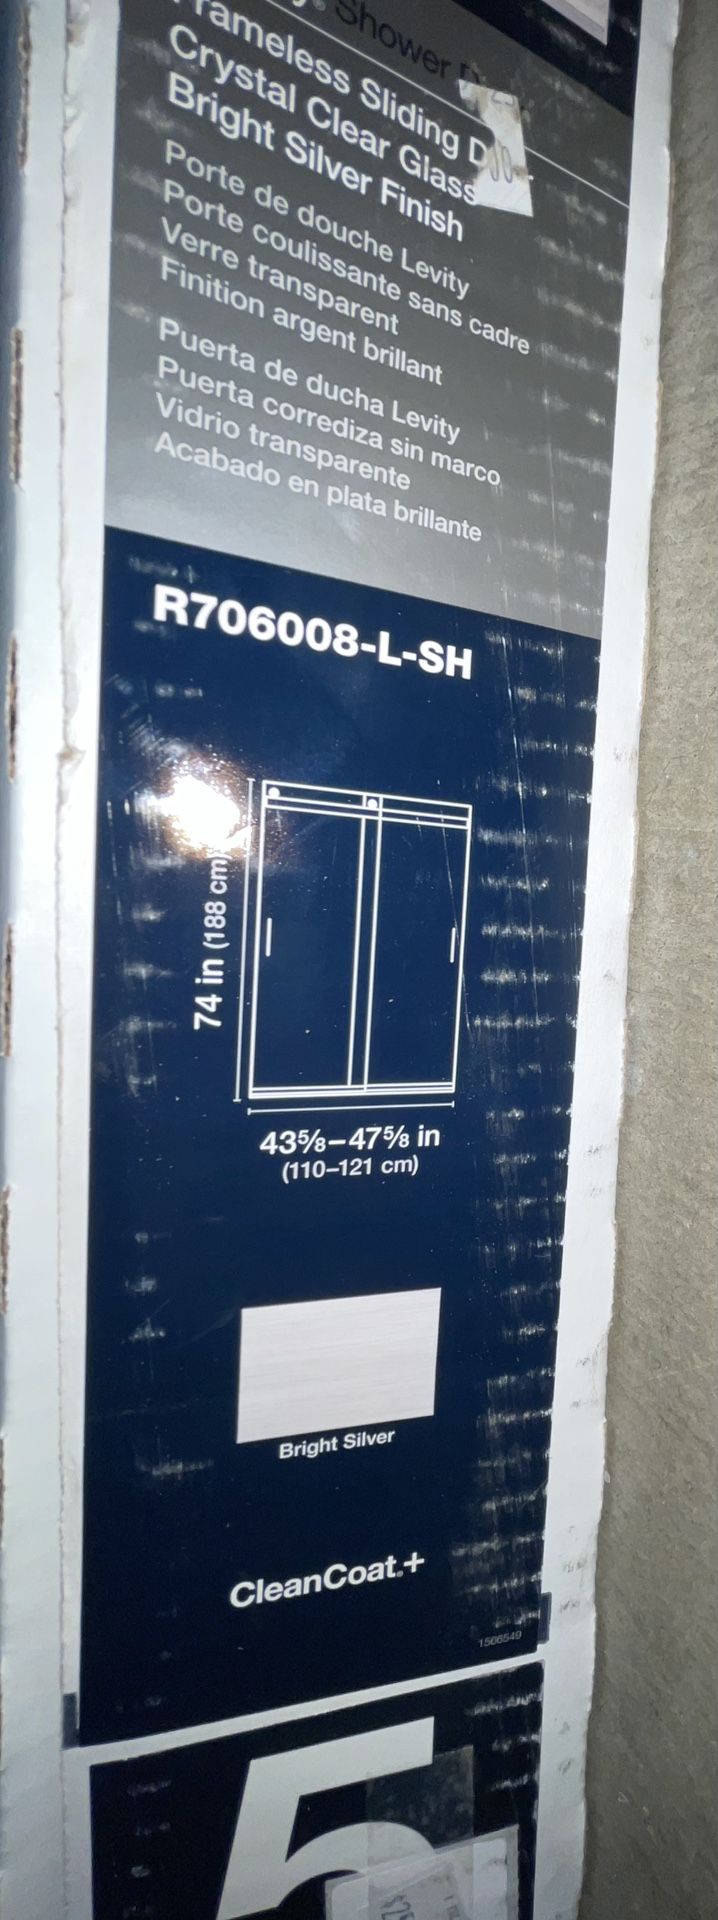 Shower
Frameless Sliding
Crystal Clear Glass
Bright Silver Finish
Porte de douche Levity
Porte coulissante sans cadre
Verre transparent
Finition argent brillant
Puerta de ducha Levity
Puerta corrediza sin marco
Vidrio transparente
Acabado en plata brillante
R706008-L-SH
74 in (188 cm)
43⅝–47⅝ in
(110–121 cm)
Bright Silver
CleanCoat®+
1566549
5